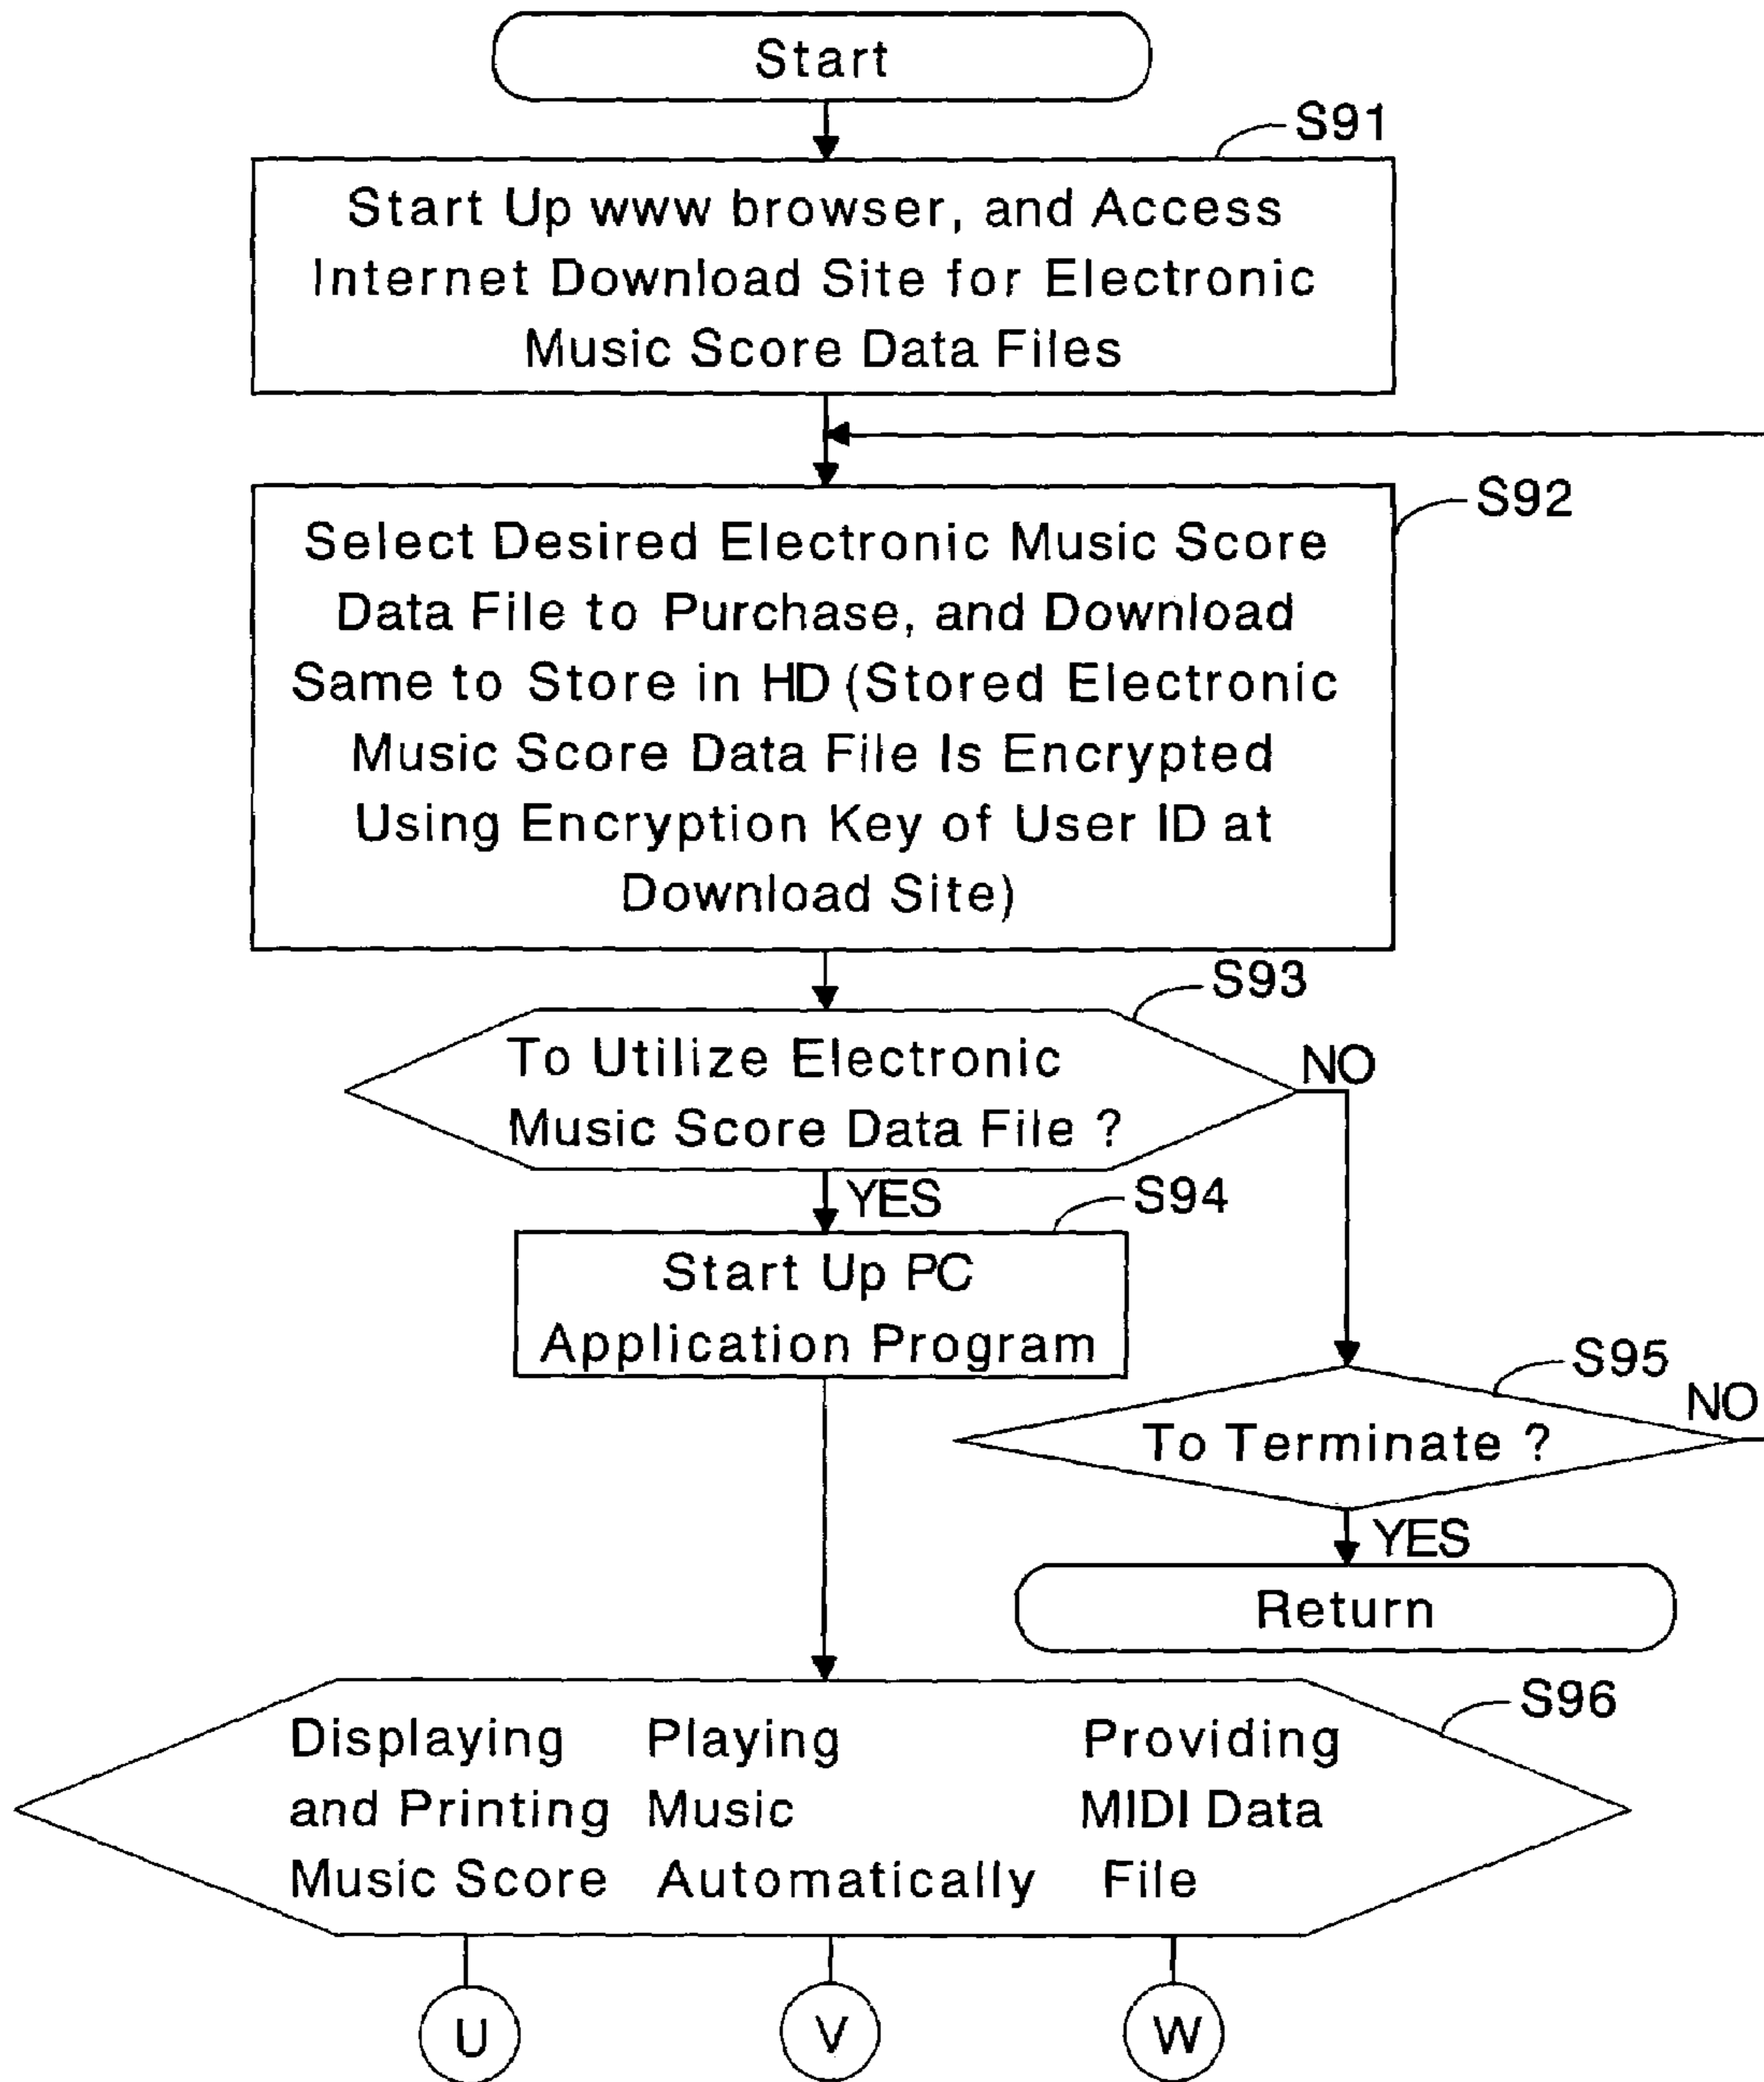 Start
S91
Start Up www browser, and Access
Internet Download Site for Electronic
Music Score Data Files
S92
Select Desired Electronic Music Score
Data File to Purchase, and Download
Same to Store in HD (Stored Electronic
Music Score Data File Is Encrypted
Using Encryption Key of User ID at
Download Site)
S93
To Utilize Electronic
Music Score Data File ?
NO
YES
S94
Start Up PC
Application Program
S95
To Terminate ?
NO
YES
Return
S96
Displaying
and Printing
Music Score
Playing
Music
Automatically
Providing
MIDI Data
File
U
V
W